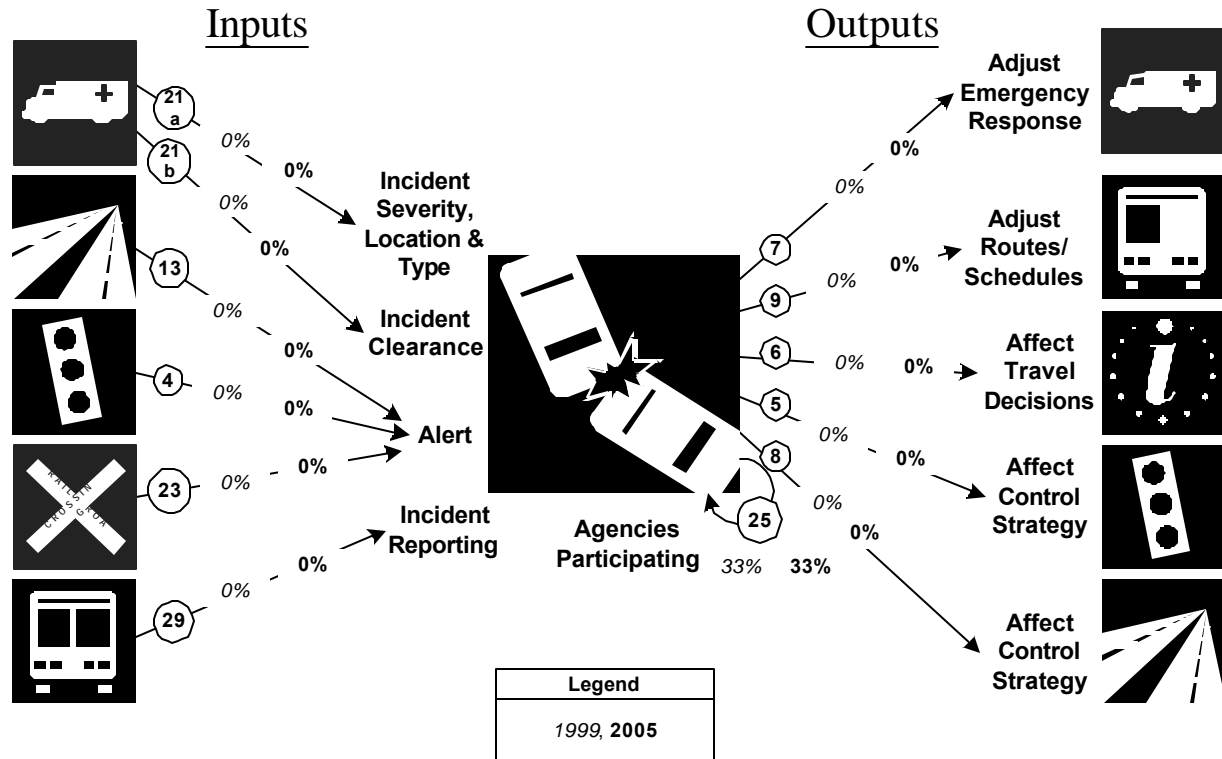 Inputs
Outputs
21
a
0%
0%
21
b
0%
0%
Incident
Severity,
Location &
Type
13
0%
0%
Incident
Clearance
4
0%
0%
Alert
23
0%
0%
RAILROAD
CROSSING
29
0%
0%
Incident
Reporting
Agencies
Participating
25
33%
33%
7
0%
0%
Adjust
Emergency
Response
9
0%
0%
Adjust
Routes/
Schedules
6
0%
0%
i
Affect
Travel
Decisions
5
0%
0%
Affect
Control
Strategy
8
0%
0%
Affect
Control
Strategy
Legend
1999, 2005